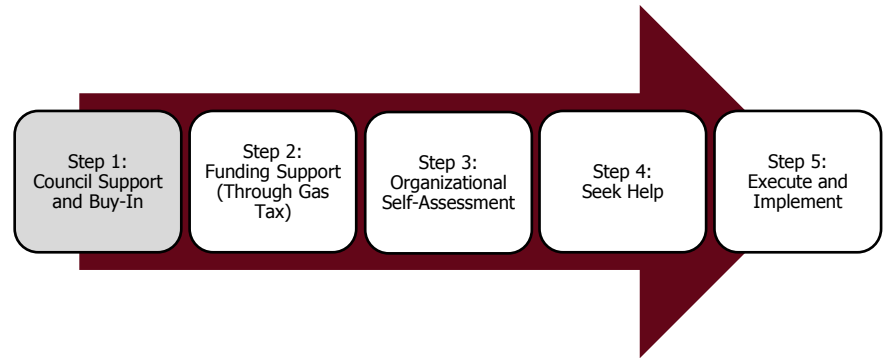 Step 1:
Council Support
and Buy-In
Step 2:
Funding Support
(Through Gas
Tax)
Step 3:
Organizational
Self-Assessment
Step 4:
Seek Help
Step 5:
Execute and
Implement